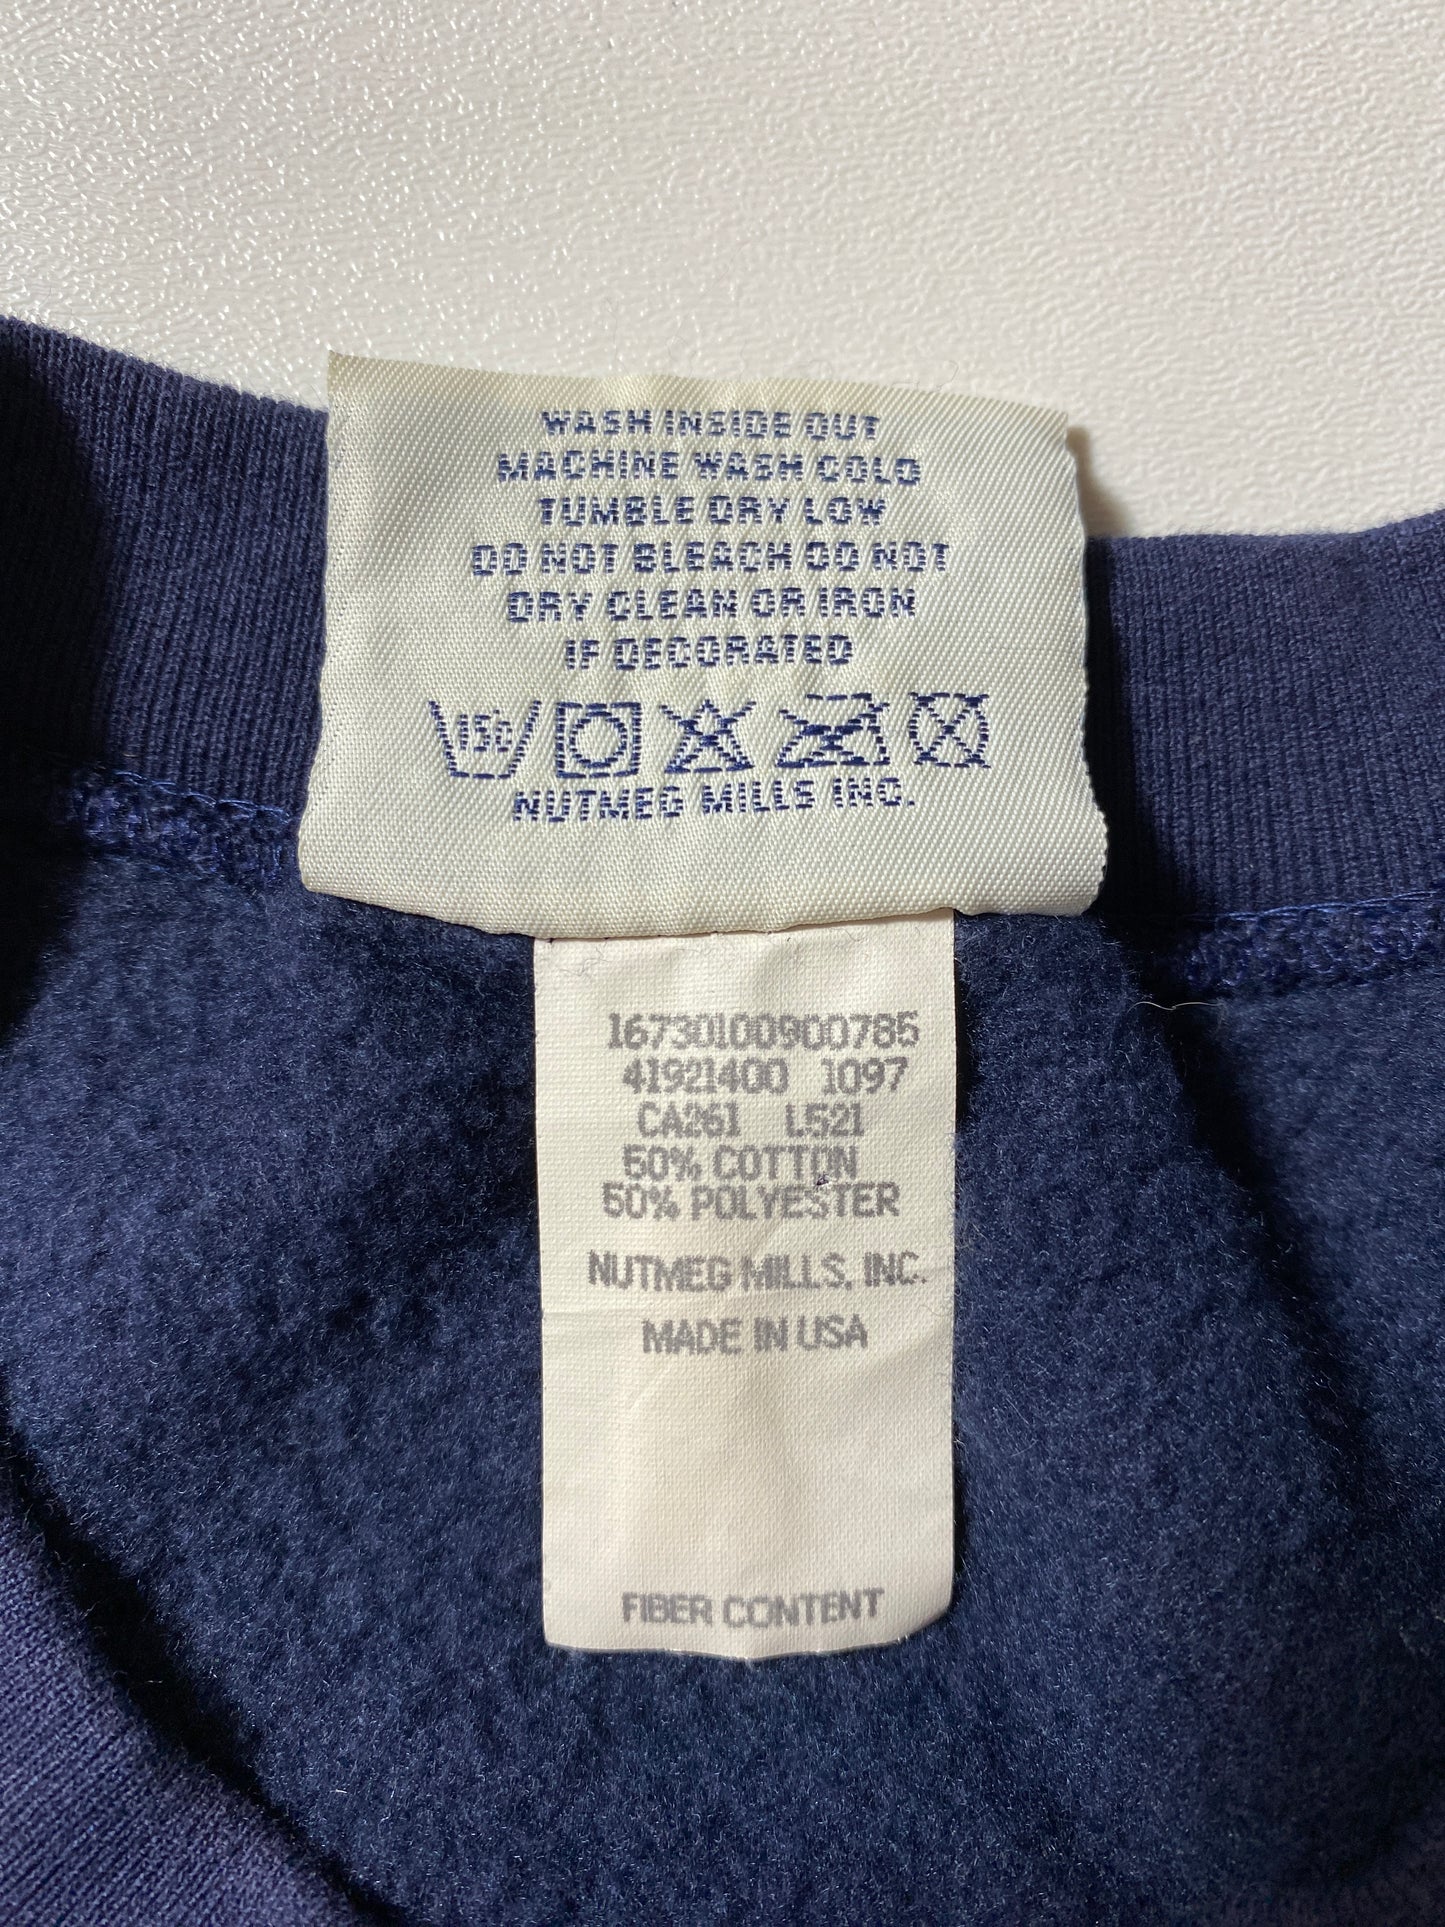 WASH INSIDE OUT
MACHINE WASH COLD
TUMBLE DRY LOW
DO NOT BLEACH DO NOT
DRY CLEAN OR IRON
IF DECORATED
150
NUTMEG MILLS INC.
16730100900785
41921400 1097
CA261 L521
50% COTTON
50% POLYESTER
NUTMEG MILLS, INC.
MADE IN USA
FIBER CONTENT